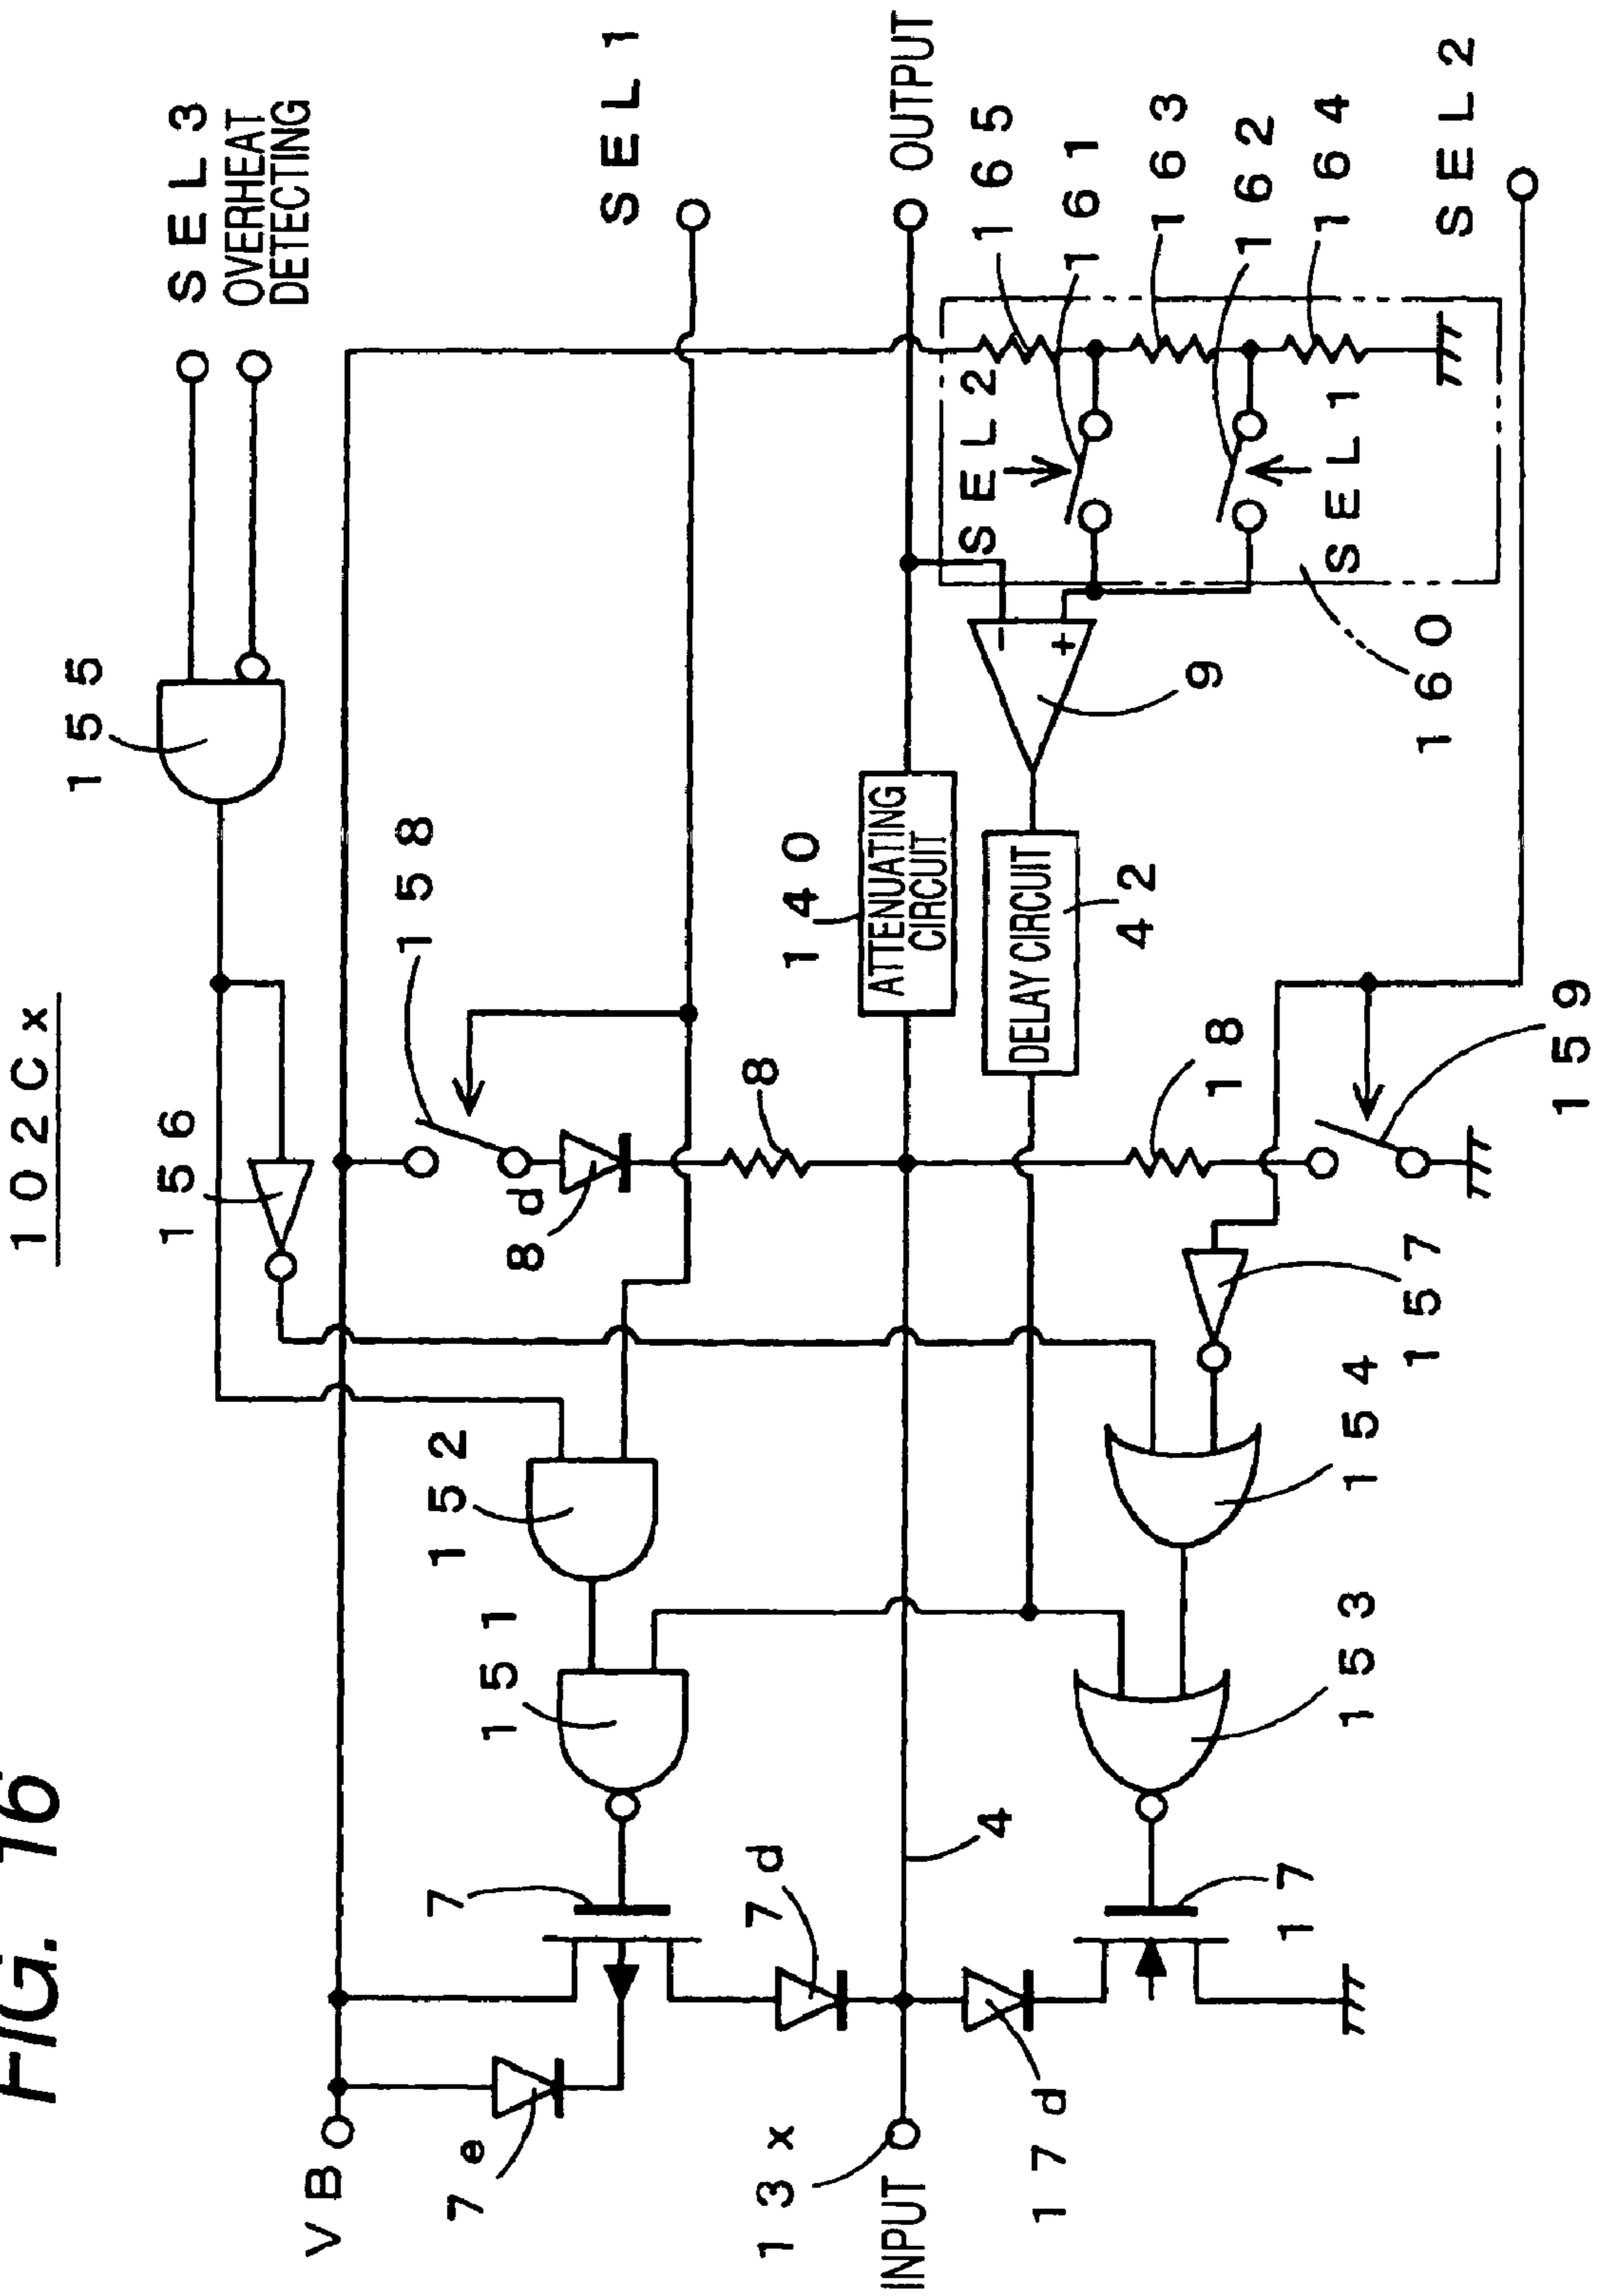 FIG. 16
102Cx
155
SEL3
OVERHEAT
DETECTING
156
158
VB
7e
7
151
152
8d
8
SEL1
13x
7d
140
ATTENUATING
CIRCUIT
OUTPUT
INPUT
4
SEL2
165
-
+
161
17d
DELAY CIRCUIT
42
9
163
162
17
153
154
157
18
SEL1
164
160
159
SEL2